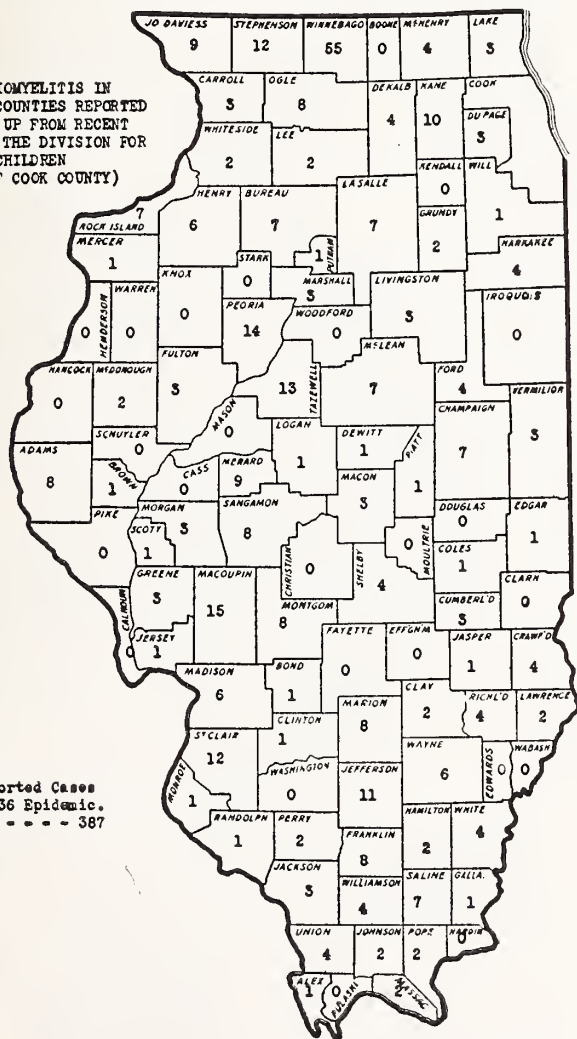 JO DAVIESS STEPHENSON WINNEBAGO BOONE McHENRY LAKE
9 12 55 0 4 3
IOMYELITIS IN
COUNTIES REPORTED
UP FROM RECENT
THE DIVISION FOR
CHILDREN
COOK COUNTY)
CARROLL OGLE DEKALB KANE COOK
3 8 4 10
DU PAGE
3
WHITESIDE LEE
2 2
KENDALL WILL
0 1
HENRY BUREAU LASALLE
6 7 7
GRUNDY
2
7
ROCK ISLAND
MERCER
1
STARK PUTNAM
0 1
KANKAKEE
4
KNOX MARSHALL LIVINGSTON
0 3 3
HENDERSON WARREN
0 0
PEORIA WOODFORD IROQUOIS
14 0 0
McLEAN
7
HANCOCK McDONOUGH FULTON TAZEWELL FORD
0 2 3 13 4
VERMILION
3
MASON LOGAN DEWITT PIATT CHAMPAIGN
0 1 1 1 7
SCHUYLER
0
ADAMS BROWN CASS MENARD MACON
8 1 0 9 3
PIKE MORGAN SANGAMON
0 3 8
SCOTT
1
DOUGLAS EDGAR
0 1
CHRISTIAN SHELBY MOULTRIE COLES
0 4 0 1
GREENE MACOUPIN MONTGOM
3 15 8
CLARK
0
CUMBERL'D
3
CALHOUN JERSEY
0 1
FAYETTE EFF'GN'M JASPER CRAWF'D
0 0 1 4
MADISON BOND
6 1
CLAY RICHL'D LAWRENCE
2 4 2
CLINTON MARION
1 8
ST CLAIR
12
WAYNE EDWARDS WABASH
6 0 0
MONROE WASHINGTON JEFFERSON
1 0 11
orted Cases
36 Epidemic.
- - - - - 387
RANDOLPH PERRY HAMILTON WHITE
1 2 2 4
FRANKLIN
8
JACKSON WILLIAMSON SALINE GALLA.
3 4 7 1
UNION JOHNSON POPE HARDIN
4 2 2 0
ALEX PULASKI MASSAC
1 0 2